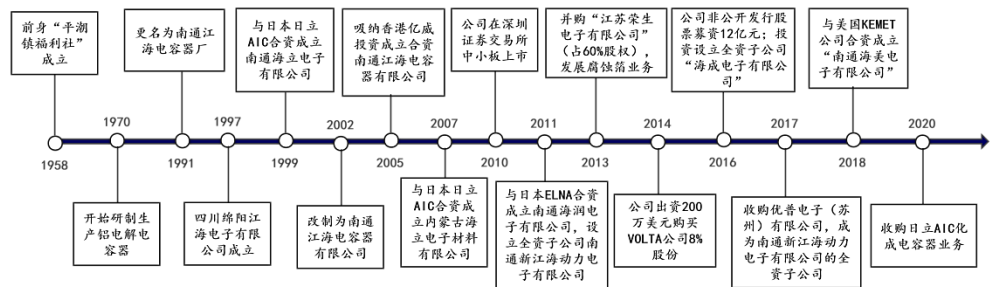 前身“平潮
镇福利社”
成立
更名为南通江
海电容器厂
与日本日立
AIC合资成立
南通海立电子
有限公司
吸纳香港亿威
投资成立合资
南通江海电容
器有限公司
公司在深圳
证券交易所
中小板上市
并购“江苏荣生
电子有限公司”
(占60%股权),
发展腐蚀箔业务
公司非公开发行股
票募资12亿元;投
资设立全资子公司
“海成电子有限公
司”
与美国KEMET
公司合资成立
“南通海美电
子有限公司”
1970
1997
2002
2007
2011
2014
2017
2020
1958
1991
1999
2005
2010
2013
2016
2018
开始研制生
产铝电解电
容器
四川绵阳江
海电子有限
公司成立
改制为南通
江海电容器
有限公司
与日本日立
AIC合资成
立内蒙古海
立电子材料
有限公司
与日本ELNA合资
成立南通海润电
子有限公司,设
立全资子公司南
通新江海动力电
子有限公司
公司出资200
万美元购买
VOLTA公司8%
股份
收购优普电子(苏
州)有限公司,成
为南通新江海动力
电子有限公司的全
资子公司
收购日立AIC化
成电容器业务